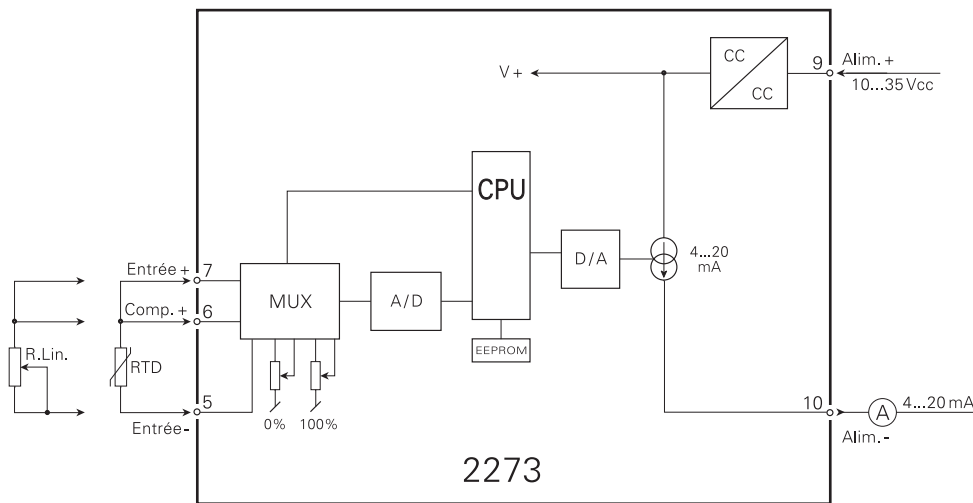 9
Alim.+
10...35 Vcc
CC
CC
V+
CPU
Entrée+
7
MUX
A/D
D/A
4...20
mA
Comp.+
6
R.Lin.
RTD
EEPROM
5
Entrée-
0%
100%
10
A
4...20 mA
Alim.-
2273